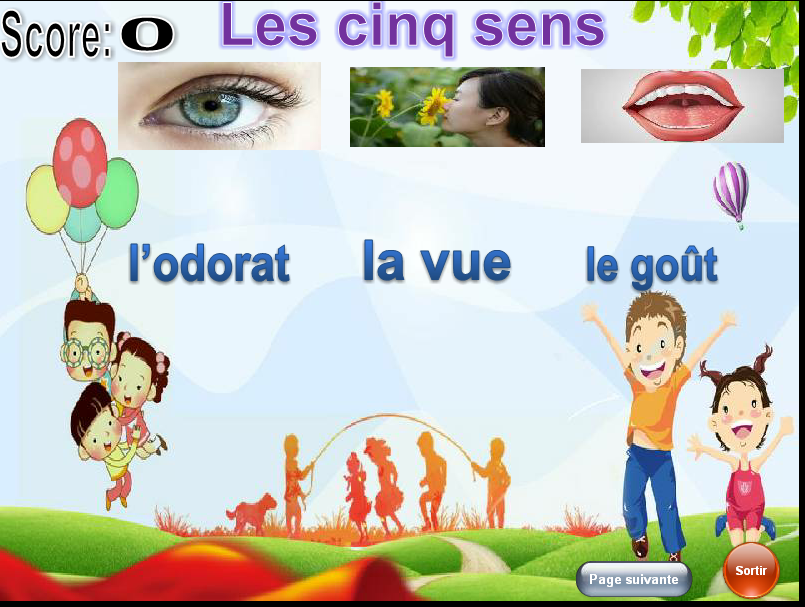 Les cinq sens
Score: 0
l'odorat
la vue
le goût
Page suivante
Sortir